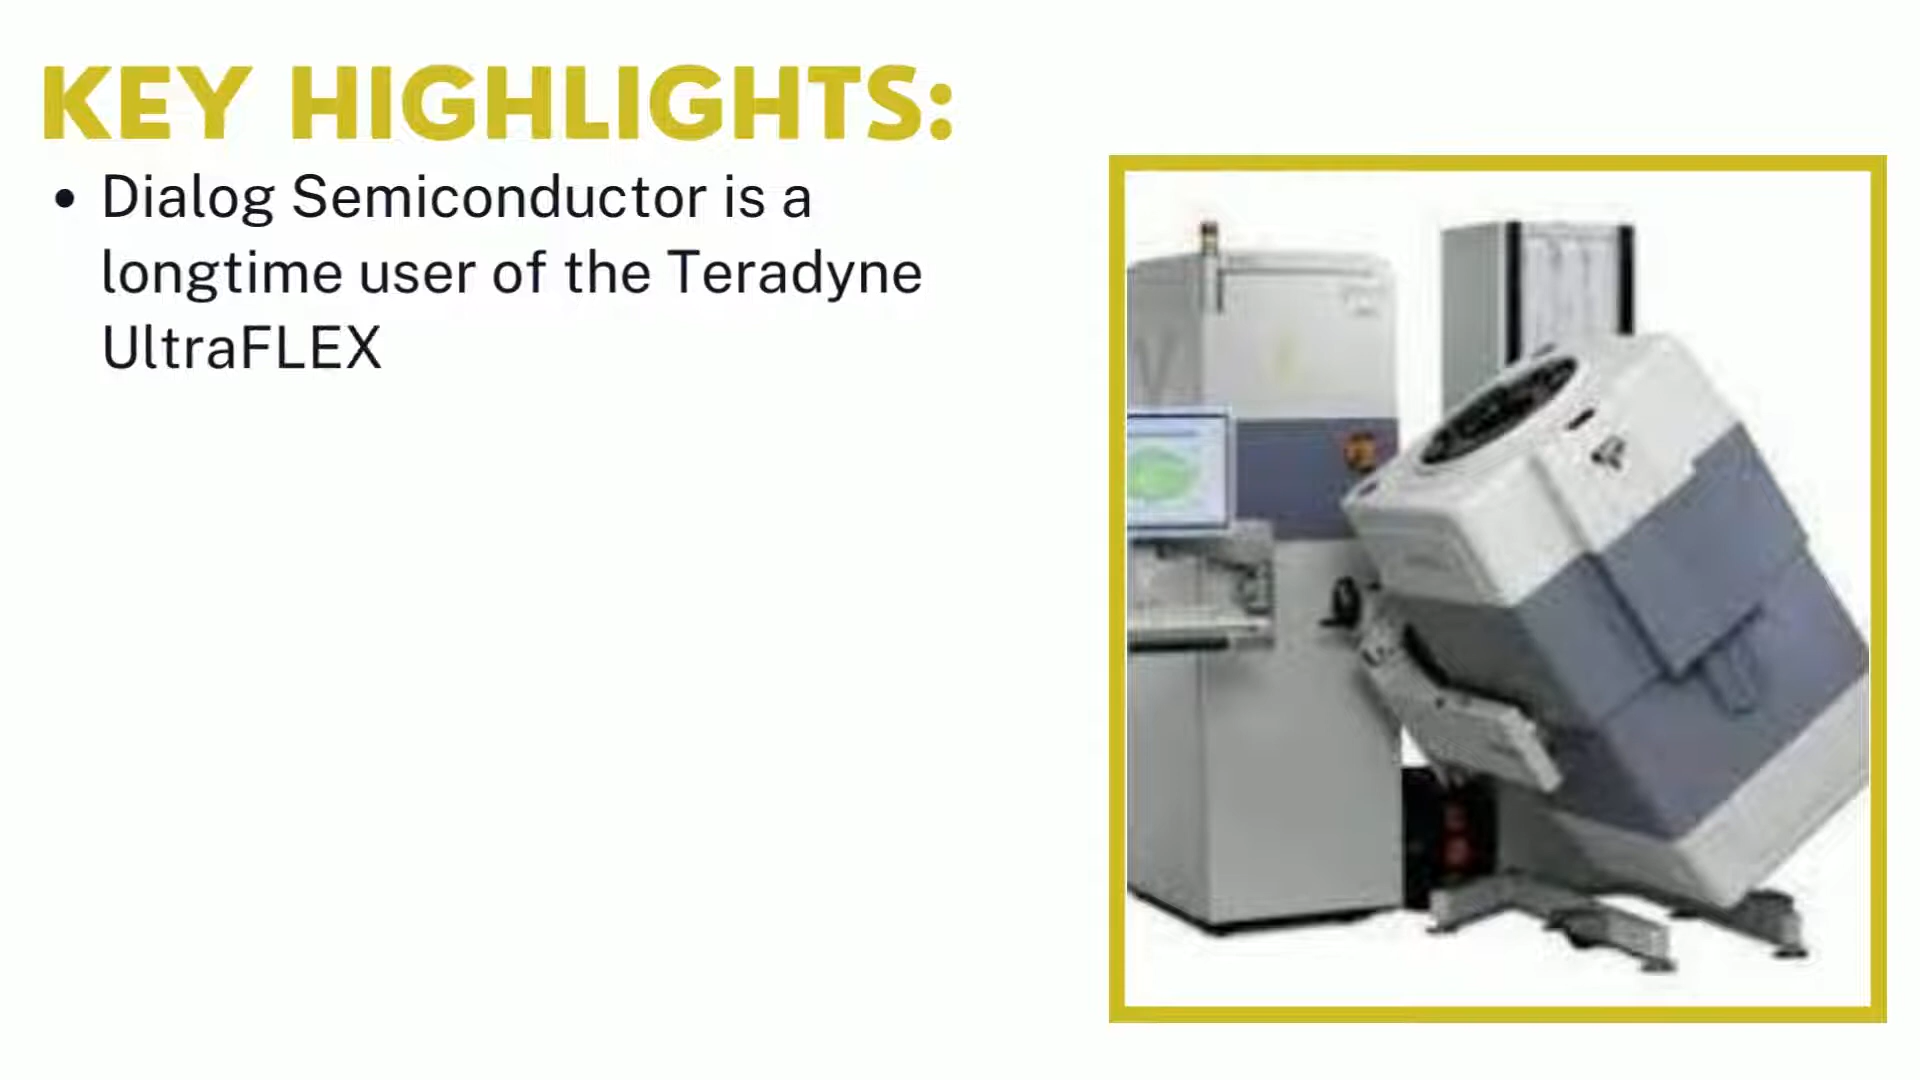 KEY HIGHLIGHTS:
• Dialog Semiconductor is a
longtime user of the Teradyne
UltraFLEX